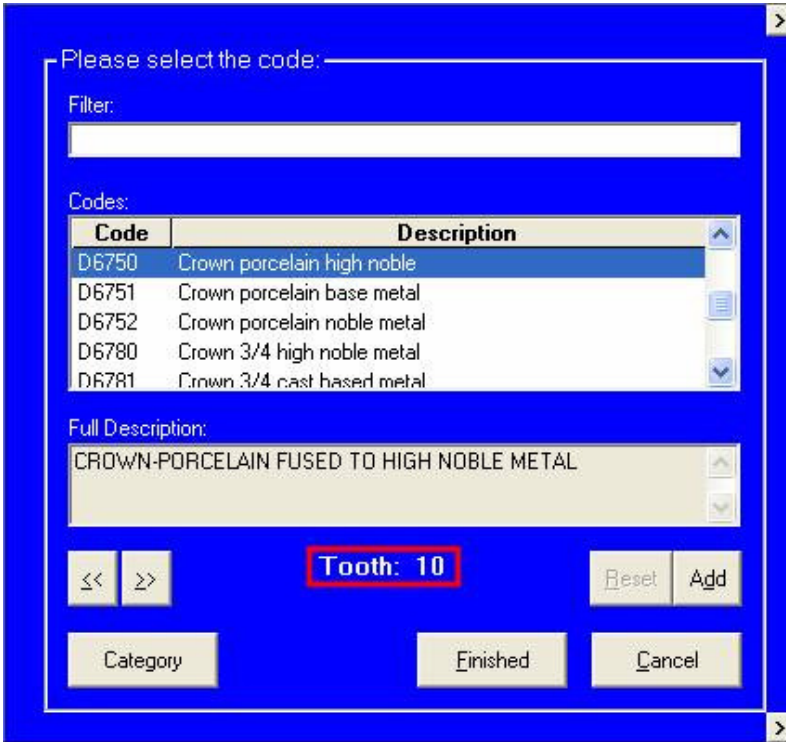 >
Please select the code:
Filter:
Codes:
Code Description
D6750 Crown porcelain high noble
D6751 Crown porcelain base metal
D6752 Crown porcelain noble metal
D6780 Crown 3/4 high noble metal
D6781 Crown 3/4 cast based metal
Full Description:
CROWN-PORCELAIN FUSED TO HIGH NOBLE METAL
<< >> Tooth: 10 Reset Add
Category Finished Cancel
>